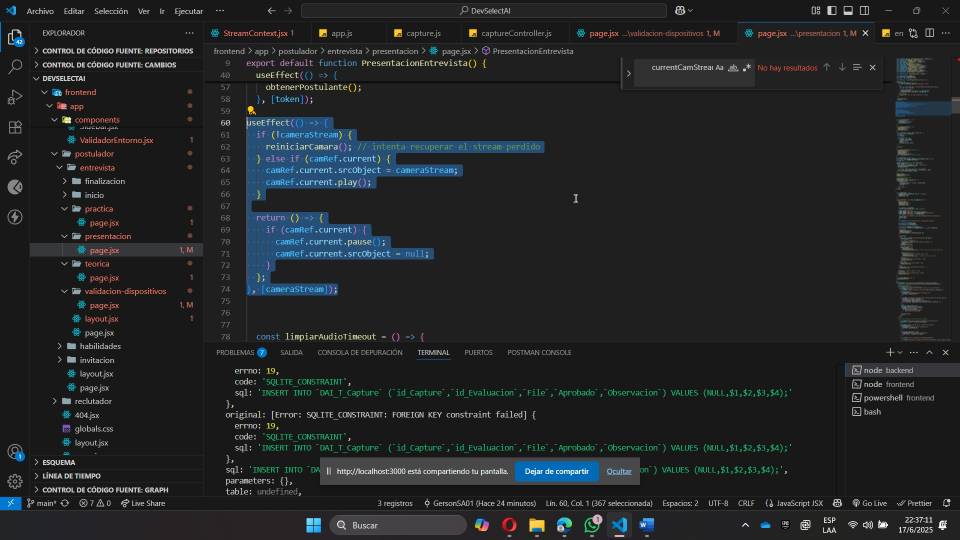 Archivo Editar Selección Ver Ir Ejecutar ··· DevSelectAI
EXPLORADOR ···
CONTROL DE CÓDIGO FUENTE: REPOSITORIOS
CONTROL DE CÓDIGO FUENTE: CAMBIOS
DEVSELECTAI
frontend
app
components
Sidebar.jsx
ValidadorEntorno.jsx 1
postulador
entrevista
finalizacion
inicio
practica
page.jsx 1
presentacion
page.jsx 1, M
teorica
page.jsx 1
validacion-dispositivos
page.jsx 1, M
layout.jsx 1
page.jsx
habilidades
invitacion
layout.jsx
page.jsx
reclutador
404.jsx
globals.css
layout.jsx
ESQUEMA
LÍNEA DE TIEMPO
CONTROL DE CÓDIGO FUENTE: GRAPH
StreamContext.jsx 1 app.js capture.js captureController.js page.jsx ...\validacion-dispositivos 1, M page.jsx ...\presentacion 1, M en
frontend > app > postulador > entrevista > presentacion > page.jsx > PresentacionEntrevista
currentCamStream Aa ab No hay resultados
9 export default function PresentacionEntrevista() {
40 useEffect(() => {
57 obtenerPostulante();
58 }, [token]);
59
60 useEffect(() => {
61 if (!cameraStream) {
62 reiniciarCamara(); // intenta recuperar el stream perdido
63 } else if (camRef.current) {
64 camRef.current.srcObject = cameraStream;
65 camRef.current.play();
66 }
67
68 return () => {
69 if (camRef.current) {
70 camRef.current.pause();
71 camRef.current.srcObject = null;
72 }
73 };
74 }, [cameraStream]);
75
76
77
78 const limpiarAudioTimeout = () => {
PROBLEMAS 7 SALIDA CONSOLA DE DEPURACIÓN TERMINAL PUERTOS POSTMAN CONSOLE
errno: 19,
code: 'SQLITE_CONSTRAINT',
sql: 'INSERT INTO `DAI_T_Capture` (`id_Capture`,`id_Evaluacion`,`File`,`Aprobado`,`Observacion`) VALUES (NULL,$1,$2,$3,$4);'
},
original: [Error: SQLITE_CONSTRAINT: FOREIGN KEY constraint failed] {
errno: 19,
code: 'SQLITE_CONSTRAINT',
sql: 'INSERT INTO `DAI_T_Capture` (`id_Capture`,`id_Evaluacion`,`File`,`Aprobado`,`Observacion`) VALUES (NULL,$1,$2,$3,$4);'
},
sql: 'INSERT INTO `DA on`) VALUES (NULL,$1,$2,$3,$4);',
parameters: {},
table: undefined,
node backend
node frontend
powershell frontend
bash
http://localhost:3000 está compartiendo tu pantalla. Dejar de compartir Ocultar
main* 7 0 Live Share 3 registros GersonSA01 (Hace 24 minutos) Lín. 60, Col. 1 (367 seleccionada) Espacios: 2 UTF-8 CRLF JavaScript JSX Go Live Prettier
Buscar
ESP
LAA
22:37:11
17/6/2025